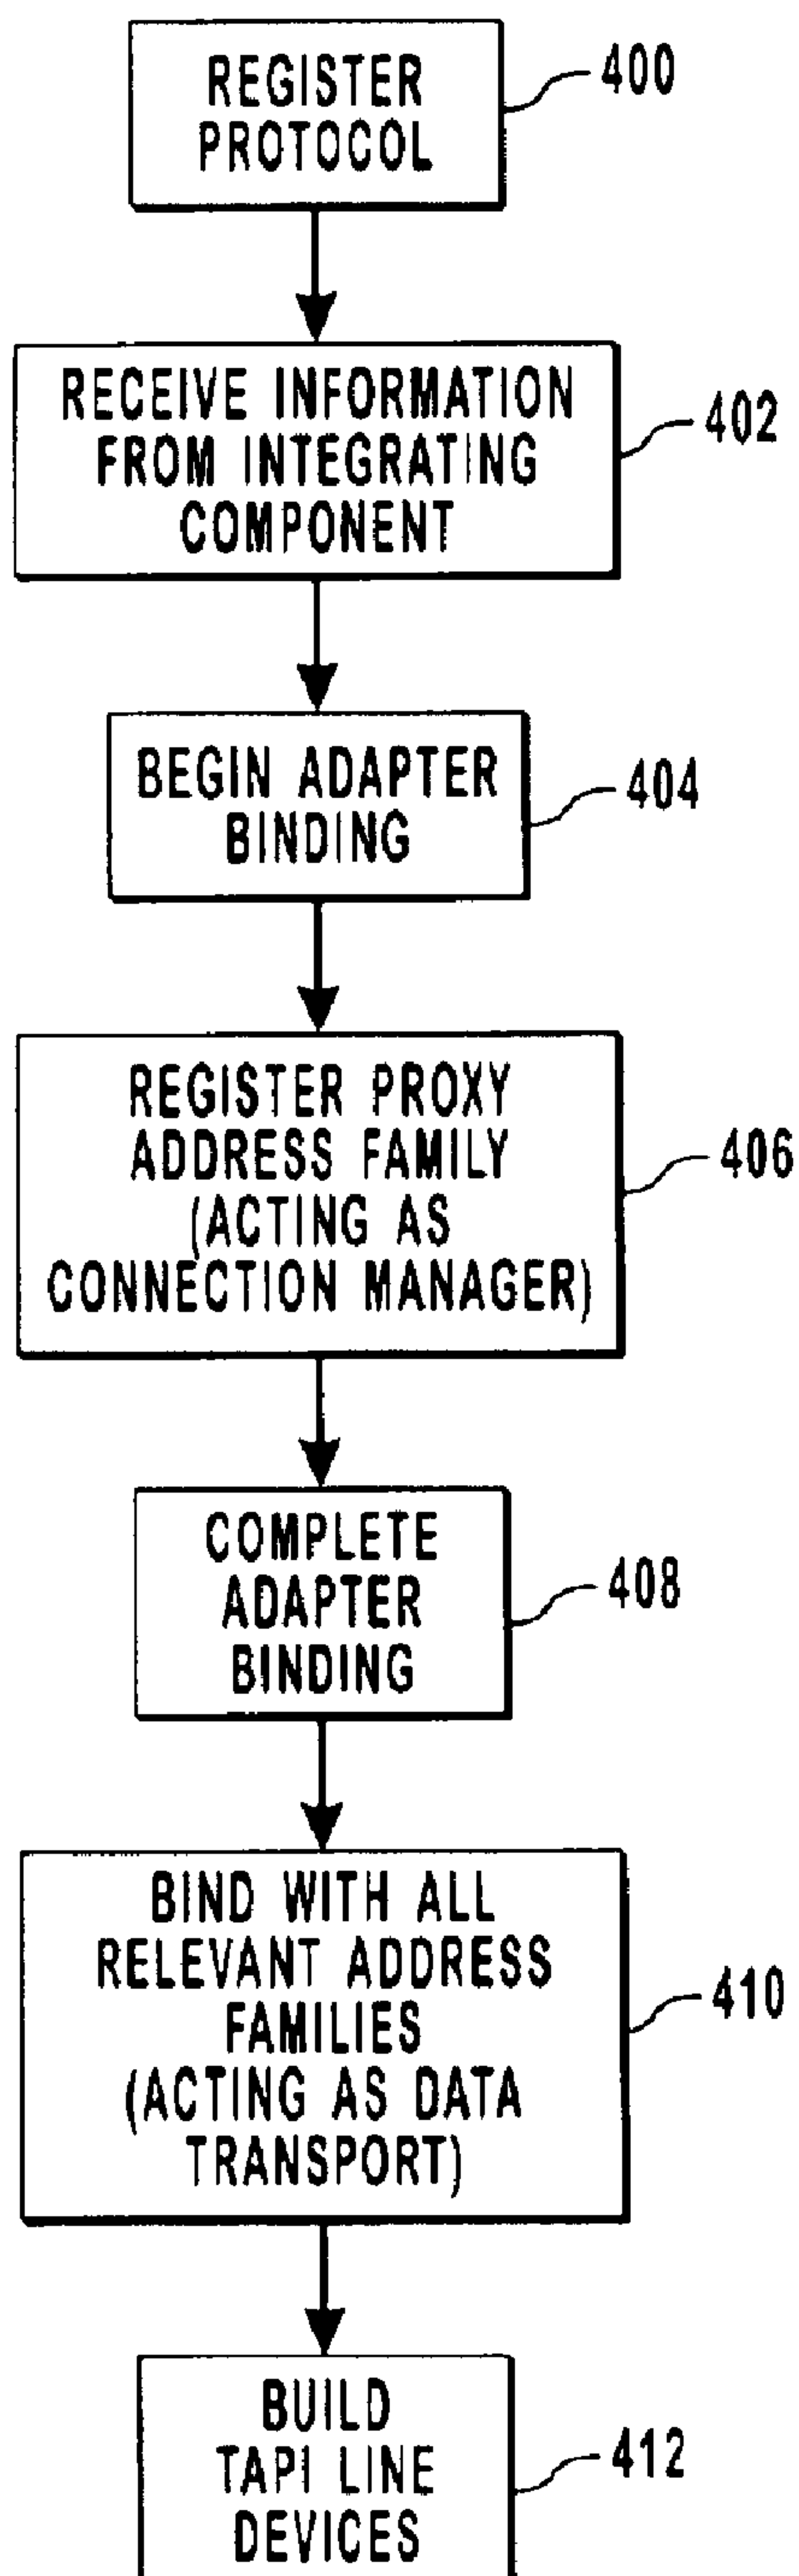 REGISTER
PROTOCOL
400
RECEIVE INFORMATION
FROM INTEGRATING
COMPONENT
402
BEGIN ADAPTER
BINDING
404
REGISTER PROXY
ADDRESS FAMILY
(ACTING AS
CONNECTION MANAGER)
406
COMPLETE
ADAPTER
BINDING
408
BIND WITH ALL
RELEVANT ADDRESS
FAMILIES
(ACTING AS DATA
TRANSPORT)
410
BUILD
TAPI LINE
DEVICES
412